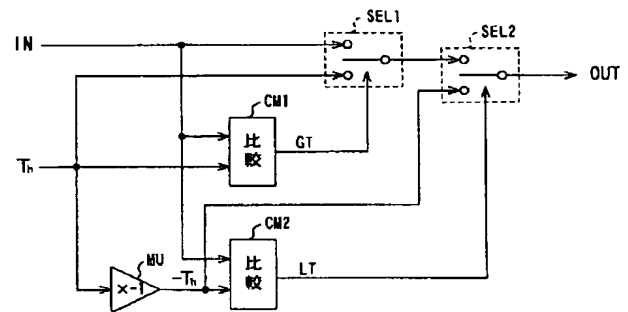 SEL1
IN
SEL2
OUT
CM1
比較
GT
Th
CM2
MU
×-1
-Th
比較
LT